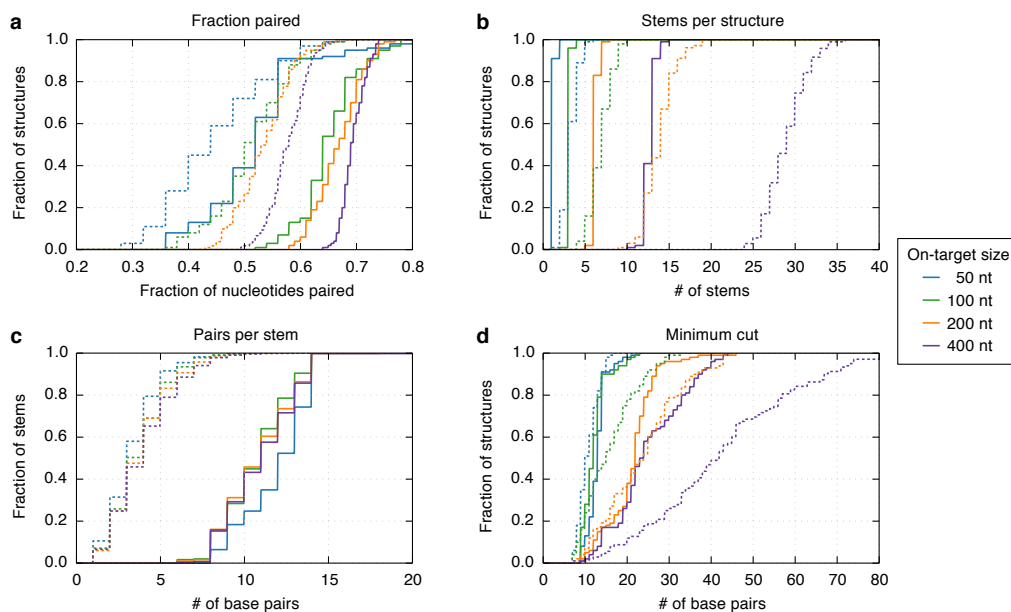 a
Fraction paired
Fraction of structures
1.0
0.8
0.6
0.4
0.2
0.0
0.2 0.3 0.4 0.5 0.6 0.7 0.8
Fraction of nucleotides paired
b
Stems per structure
Fraction of structures
1.0
0.8
0.6
0.4
0.2
0.0
0 5 10 15 20 25 30 35 40
# of stems
On-target size
50 nt
100 nt
200 nt
400 nt
c
Pairs per stem
Fraction of stems
1.0
0.8
0.6
0.4
0.2
0.0
0 5 10 15 20
# of base pairs
d
Minimum cut
Fraction of structures
1.0
0.8
0.6
0.4
0.2
0.0
0 10 20 30 40 50 60 70 80
# of base pairs